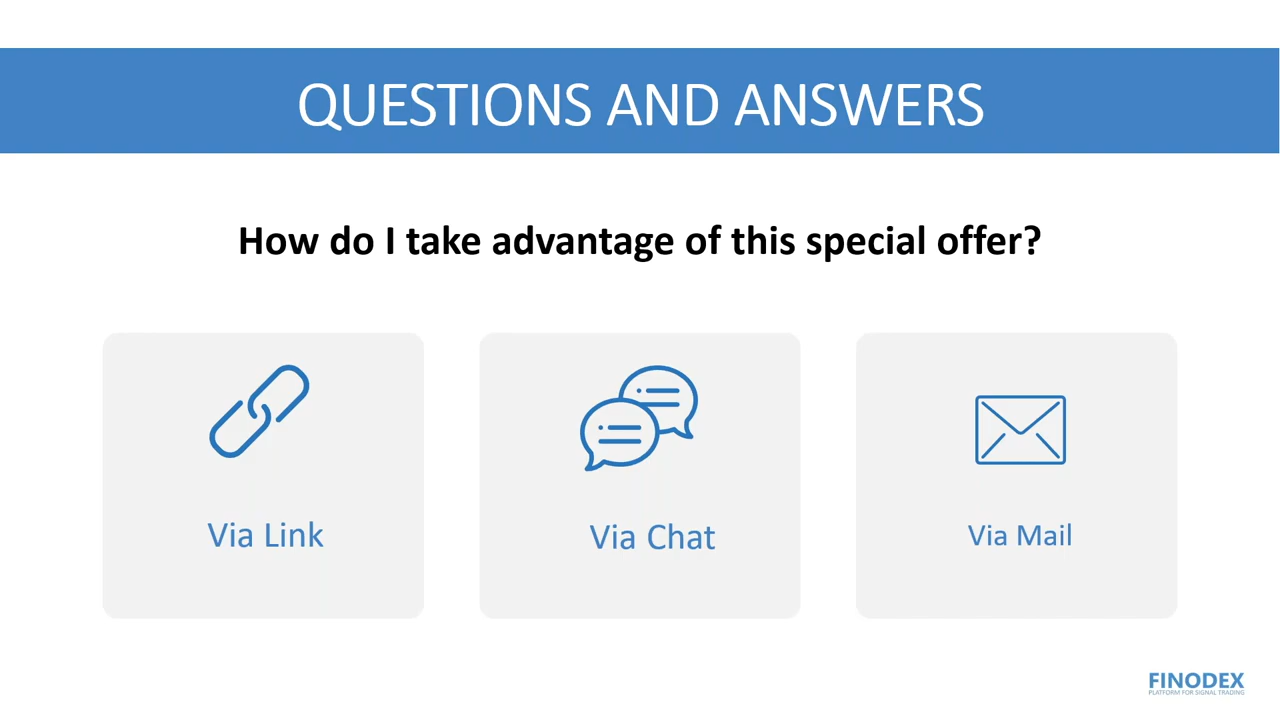 QUESTIONS AND ANSWERS
How do I take advantage of this special offer?
Via Link
Via Chat
Via Mail
FINODEX
PLATFORM FOR SIGNAL TRADING